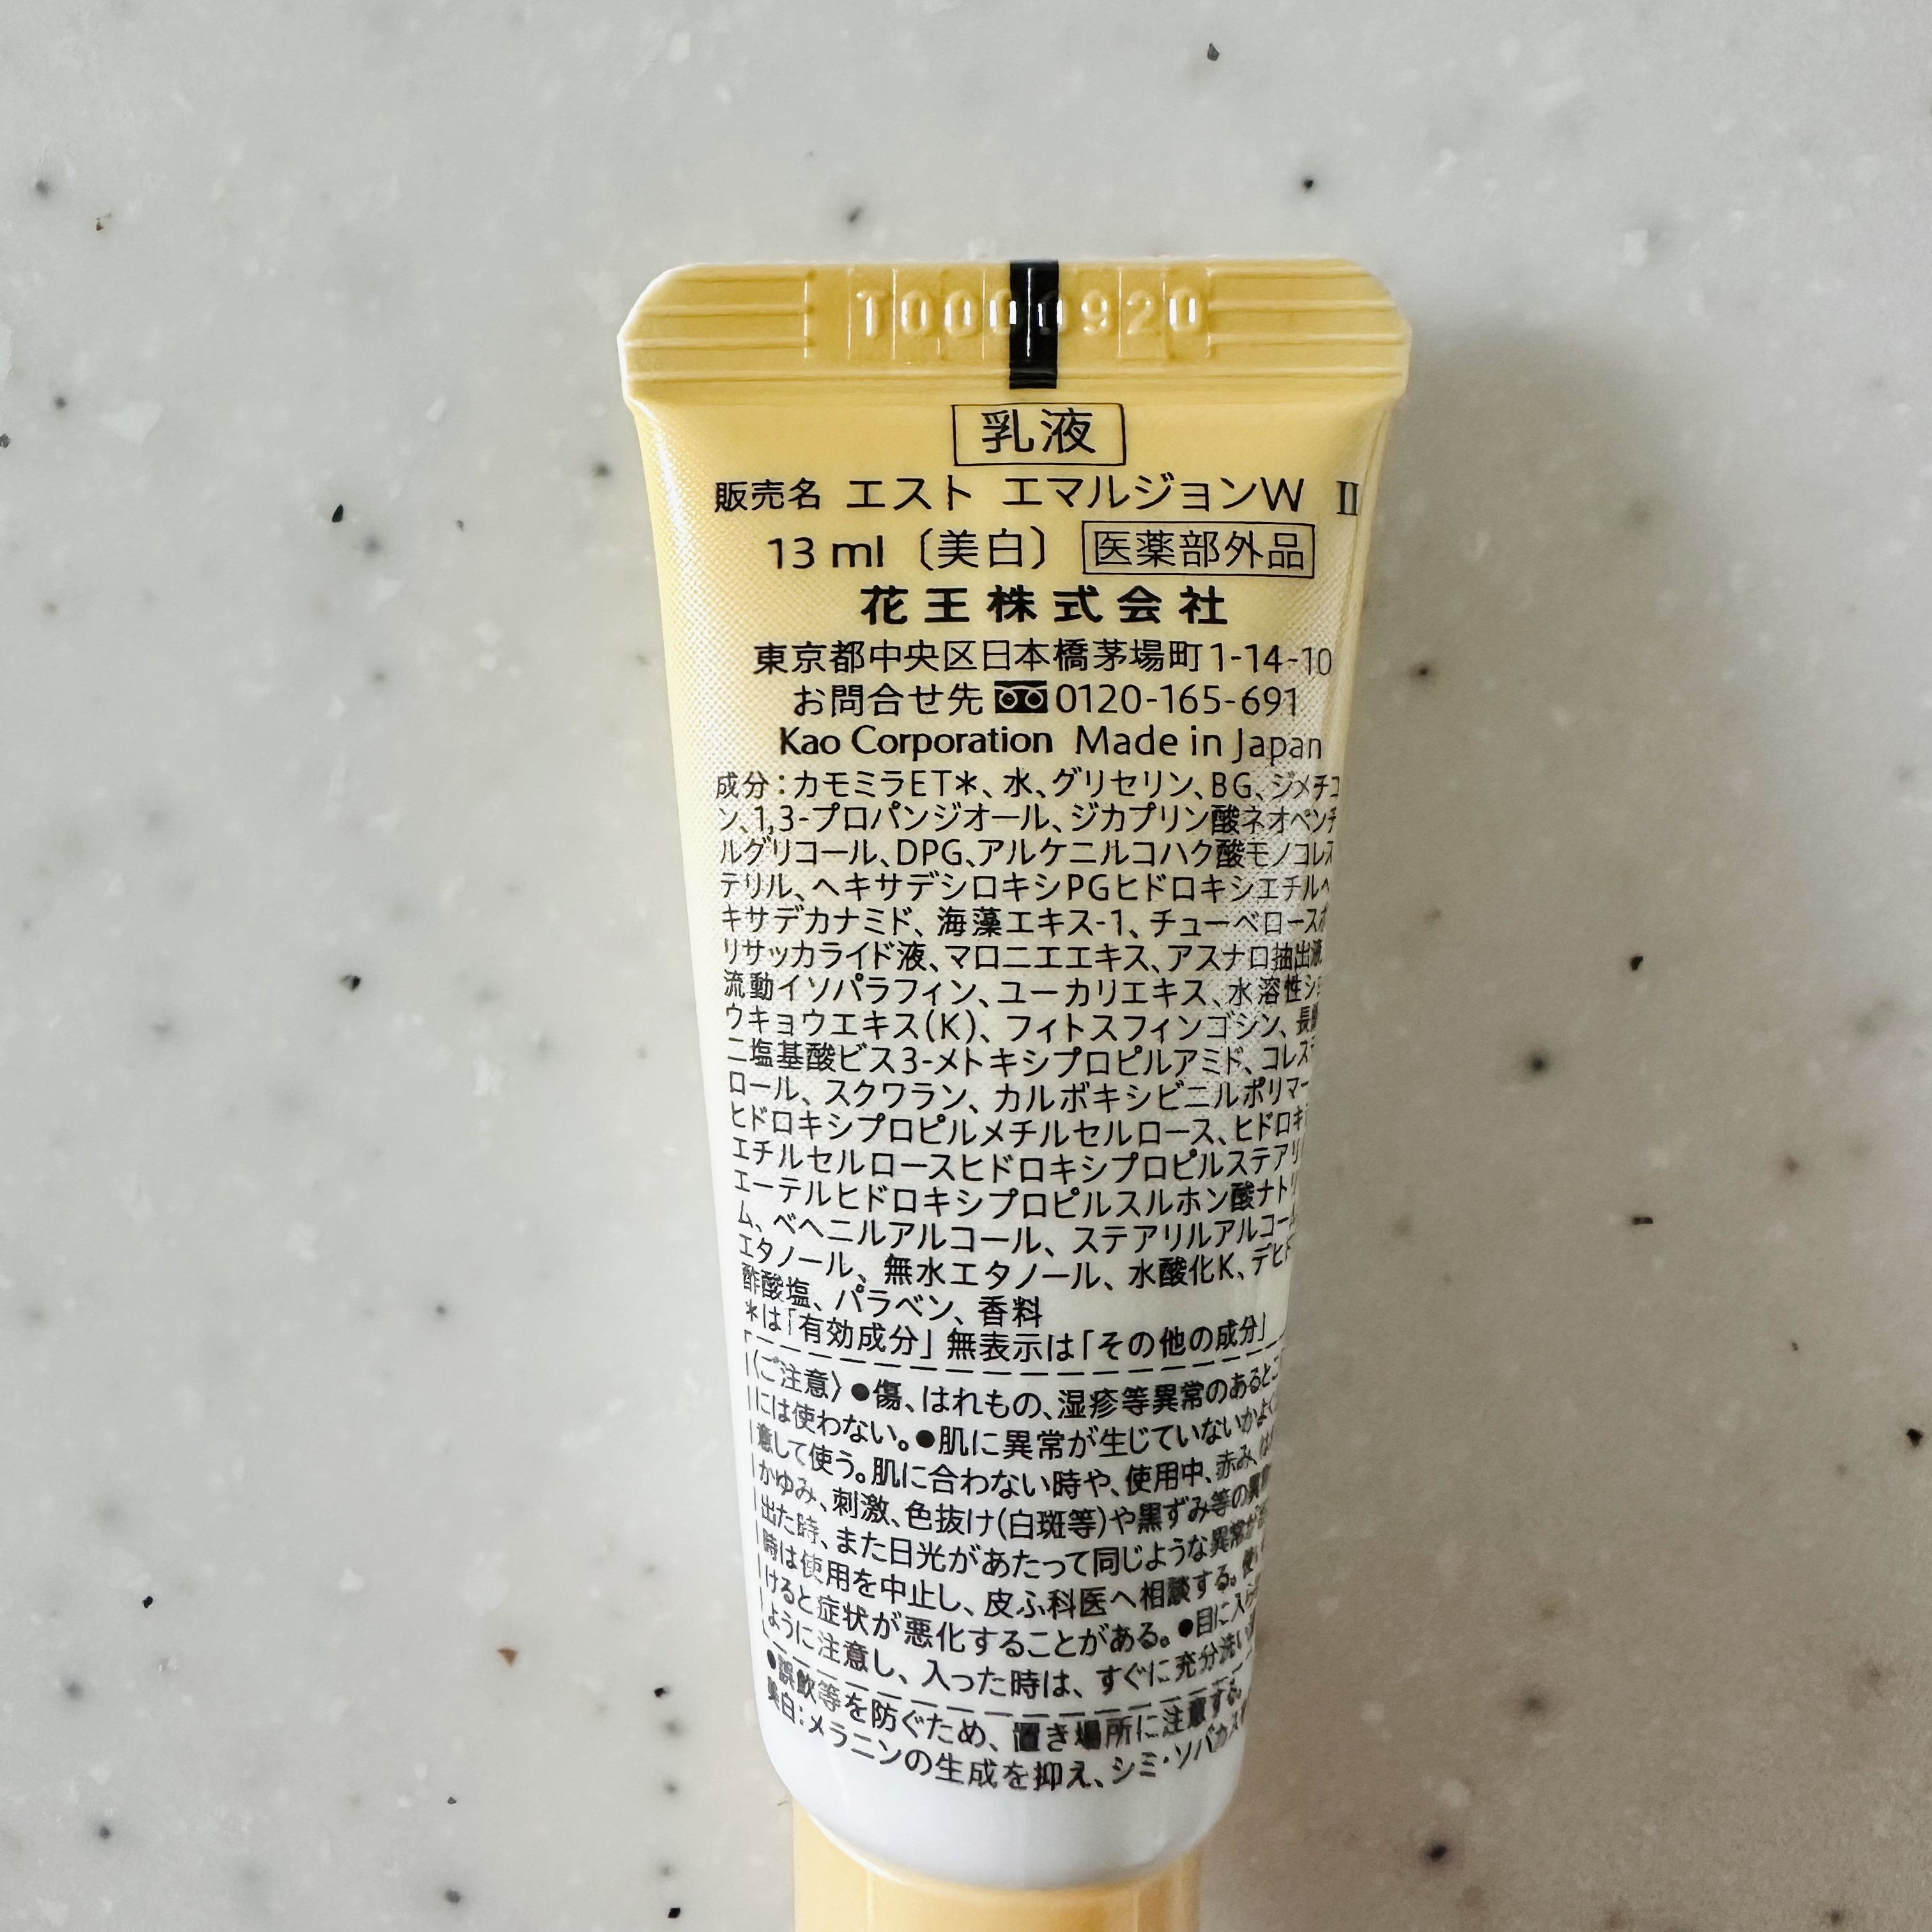 T0000920
乳液
販売名 エスト エマルジョンW II
13 ml〔美白〕 医薬部外品
花王株式会社
東京都中央区日本橋茅場町1-14-10
お問合せ先 0120-165-691
Kao Corporation Made in Japan
成分:カモミラET*、水、グリセリン、BG、ジメチコ
ン、1,3-プロパンジオール、ジカプリン酸ネオペンチ
ルグリコール、DPG、アルケニルコハク酸モノコレス
テリル、ヘキサデシロキシPGヒドロキシエチルヘ
キサデカナミド、海藻エキス-1、チューベロースポ
リサッカライド液、マロニエエキス、アスナロ抽出液
流動イソパラフィン、ユーカリエキス、水溶性ショ
ウキョウエキス(K)、フィトスフィンゴシン、長鎖
二塩基酸ビス3-メトキシプロピルアミド、コレステ
ロール、スクワラン、カルボキシビニルポリマー
ヒドロキシプロピルメチルセルロース、ヒドロキシ
エチルセルロースヒドロキシプロピルステアリル
エーテルヒドロキシプロピルスルホン酸ナトリ
ム、ベヘニルアルコール、ステアリルアルコール
エタノール、無水エタノール、水酸化K、デヒド
酢酸塩、パラベン、香料
*は「有効成分」無表示は「その他の成分」
〈ご注意〉●傷、はれもの、湿疹等異常のあるとこ
には使わない。●肌に異常が生じていないかよく
意して使う。肌に合わない時や、使用中、赤み、は
かゆみ、刺激、色抜け(白斑等)や黒ずみ等の異常
出た時、また日光があたって同じような異常が
時は使用を中止し、皮ふ科医へ相談する。使い
けると症状が悪化することがある。●目に入ら
ように注意し、入った時は、すぐに充分洗い
●誤飲等を防ぐため、置き場所に注意する。
美白:メラニンの生成を抑え、シミ・ソバカス